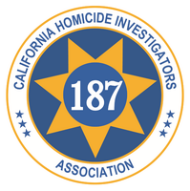 CALIFORNIA HOMICIDE INVESTIGATORS
187
ASSOCIATION